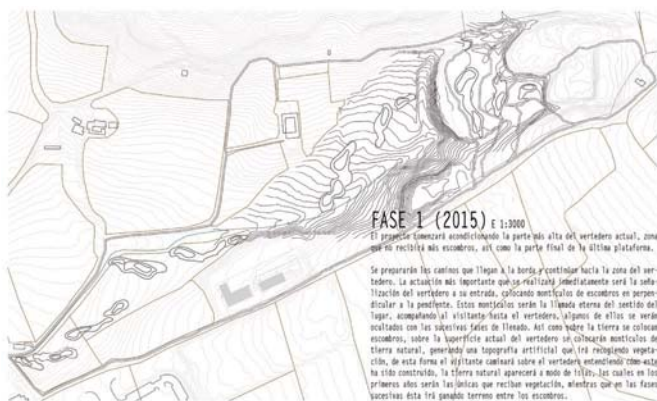 FASE 1 (2015) E 1:3000
El proyecto comenzará acondicionando la parte más alta del vertedero actual, zona
que no recibirá más escombros, así como la parte final de la última plataforma.
Se prepararán los caminos que llegan a la borda y continúan hacia la zona del ver-
tedero. La actuación más importante que se realizará inmediatamente será la seña-
lización del vertedero a su entrada, colocando montículos de escombros en perpen-
dicular a la pendiente. Estos montículos serán la llamada eterna del sentido del
lugar, acompañando al visitante hasta el vertedero, algunos de ellos se verán
ocultados con las sucesivas fases de llenado. Así como sobre la tierra se colocan
escombros, sobre la superficie actual del vertedero se colocarán montículos de
tierra natural, generando una topografía artificial que irá recogiendo vegeta-
ción, de esta forma el visitante caminará sobre el vertedero entendiendo cómo este
ha sido construido, la tierra natural aparecerá a modo de islas, las cuales en los
primeros años serán las únicas que reciban vegetación, mientras que en las fases
sucesivas ésta irá ganando terreno entre los escombros.